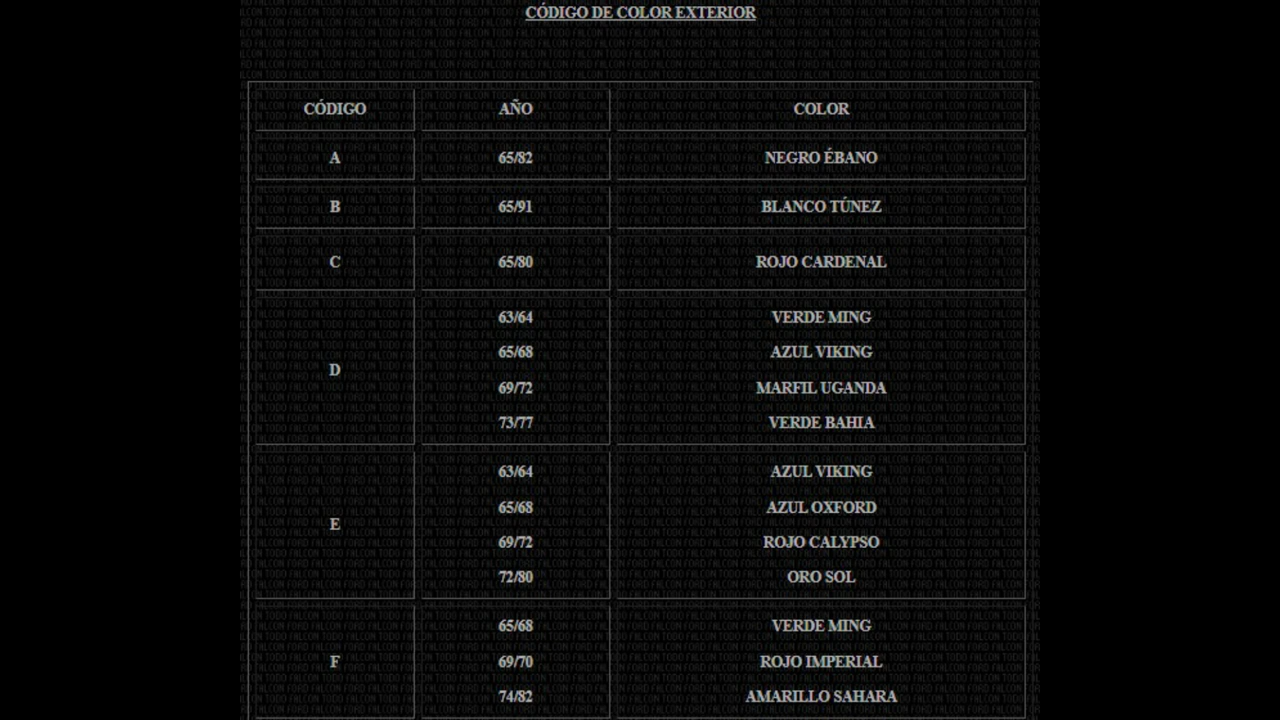 CÓDIGO DE COLOR EXTERIOR
CÓDIGO AÑO COLOR
A 65/82 NEGRO ÉBANO
B 65/91 BLANCO TÚNEZ
C 65/80 ROJO CARDENAL
D
63/64 VERDE MING
65/68 AZUL VIKING
69/72 MARFIL UGANDA
73/77 VERDE BAHIA
E
63/64 AZUL VIKING
65/68 AZUL OXFORD
69/72 ROJO CALYPSO
72/80 ORO SOL
F
65/68 VERDE MING
69/70 ROJO IMPERIAL
74/82 AMARILLO SAHARA